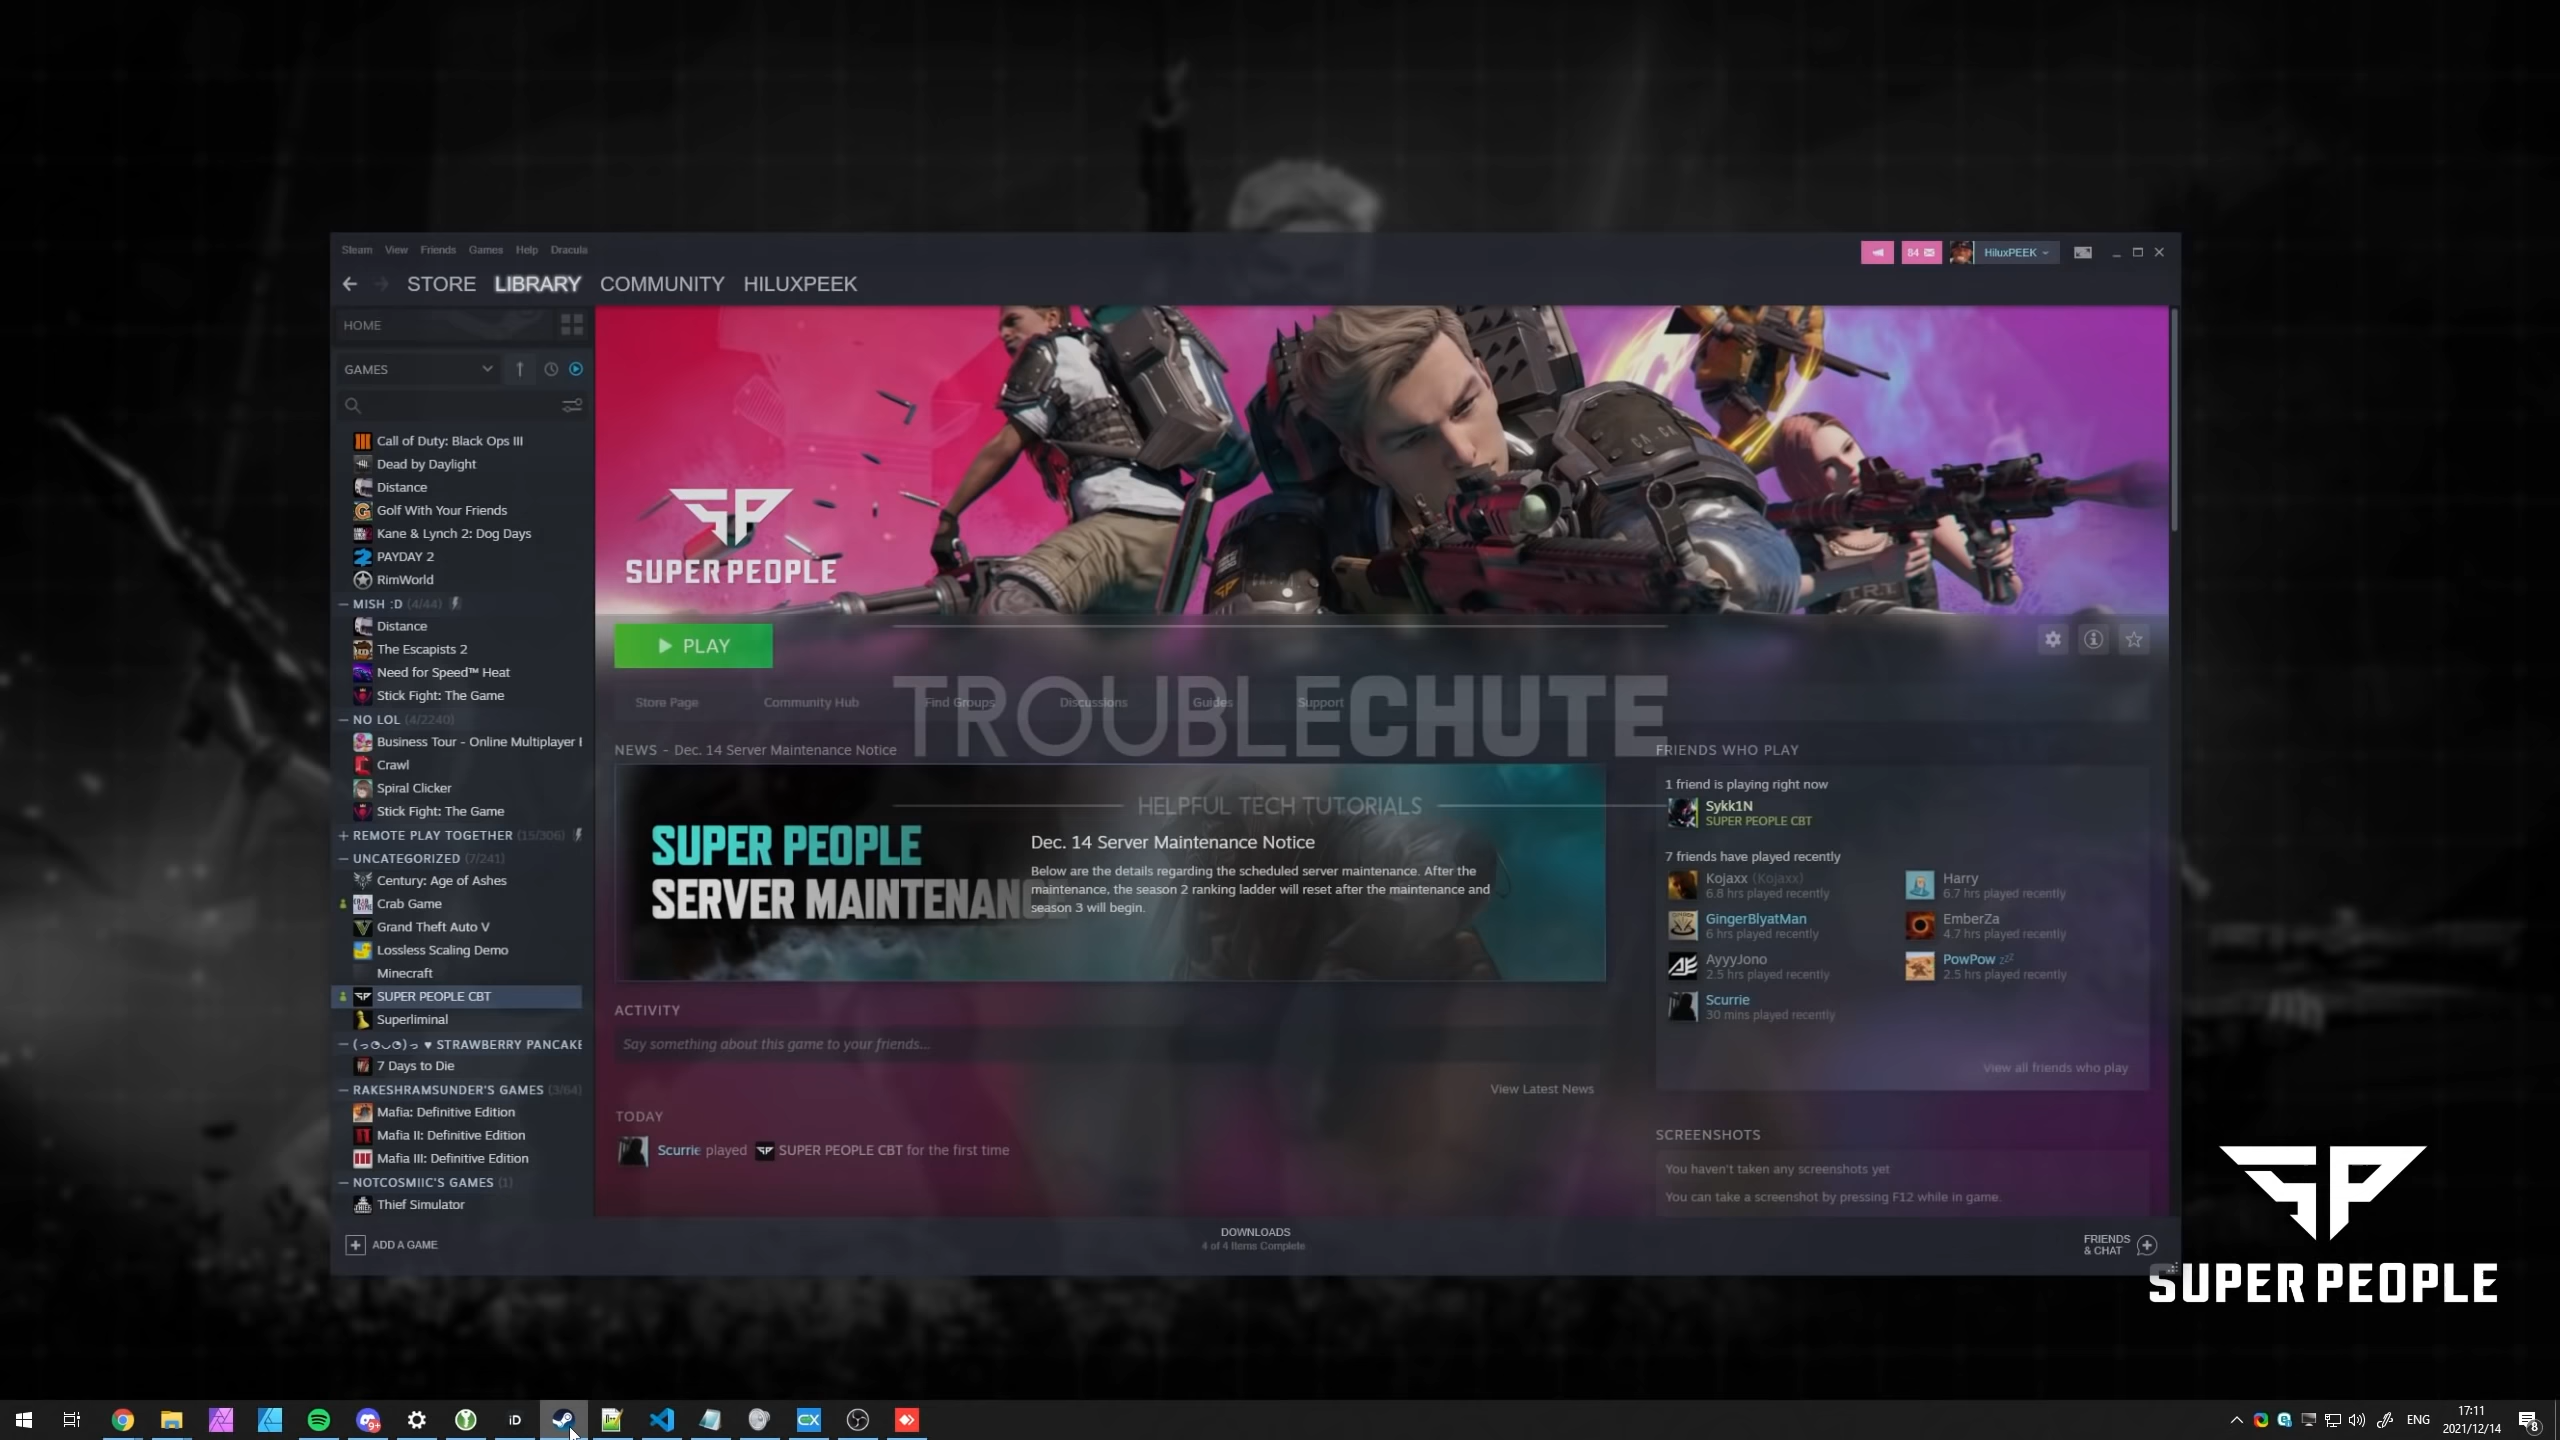 Steam View Friends Games Help Dracula
84 HiluxPEEK
STORE LIBRARY COMMUNITY HILUXPEEK
HOME
GAMES
Call of Duty: Black Ops III
Dead by Daylight
Distance
Golf With Your Friends
Kane & Lynch 2: Dog Days
PAYDAY 2
RimWorld
MISH :D (4/44)
Distance
The Escapists 2
Need for Speed™ Heat
Stick Fight: The Game
NO LOL (4/2240)
Business Tour - Online Multiplayer
Crawl
Spiral Clicker
Stick Fight: The Game
REMOTE PLAY TOGETHER (15/306)
UNCATEGORIZED (7/241)
Century: Age of Ashes
Crab Game
Grand Theft Auto V
Lossless Scaling Demo
Minecraft
SUPER PEOPLE CBT
Superliminal
(っ◔◡◔)っ ♥ STRAWBERRY PANCAKE
7 Days to Die
RAKESHRAMSUNDER'S GAMES (3/64)
Mafia: Definitive Edition
Mafia II: Definitive Edition
Mafia III: Definitive Edition
NOTCOSMIIC'S GAMES (1)
Thief Simulator
ADD A GAME
SP
SUPER PEOPLE
CA.CA
T.R.T
PLAY
Store Page Community Hub Find Groups Discussions Guides Support
TROUBLECHUTE
HELPFUL TECH TUTORIALS
NEWS - Dec. 14 Server Maintenance Notice
SUPER PEOPLE
SERVER MAINTENANC
Dec. 14 Server Maintenance Notice
Below are the details regarding the scheduled server maintenance. After the
maintenance, the season 2 ranking ladder will reset after the maintenance and
season 3 will begin.
ACTIVITY
Say something about this game to your friends...
View Latest News
TODAY
Scurrie played SUPER PEOPLE CBT for the first time
FRIENDS WHO PLAY
1 friend is playing right now
Sykk1N
SUPER PEOPLE CBT
7 friends have played recently
Kojaxx (Kojaxx)
6.8 hrs played recently
Harry
6.7 hrs played recently
GingerBlyatMan
6 hrs played recently
EmberZa
4.7 hrs played recently
AyyyJono
2.5 hrs played recently
PowPow zzz
2.5 hrs played recently
Scurrie
30 mins played recently
View all friends who play
SCREENSHOTS
You haven't taken any screenshots yet
You can take a screenshot by pressing F12 while in game.
DOWNLOADS
4 of 4 Items Complete
FRIENDS
& CHAT
SP
SUPER PEOPLE
9+ iD CX
ENG
17:11
2021/12/14
8